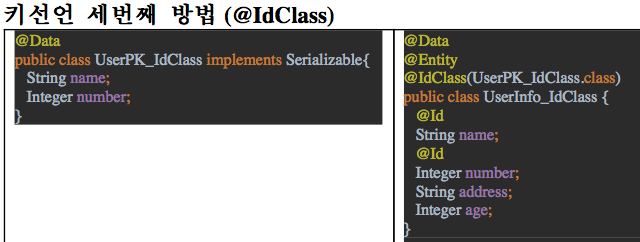 키선언 세번째 방법 (@IdClass)
@Data
public class UserPK_IdClass implements Serializable{
String name;
Integer number;
}
@Data
@Entity
@IdClass(UserPK_IdClass.class)
public class UserInfo_IdClass {
@Id
String name;
@Id
Integer number;
String address;
Integer age;
}